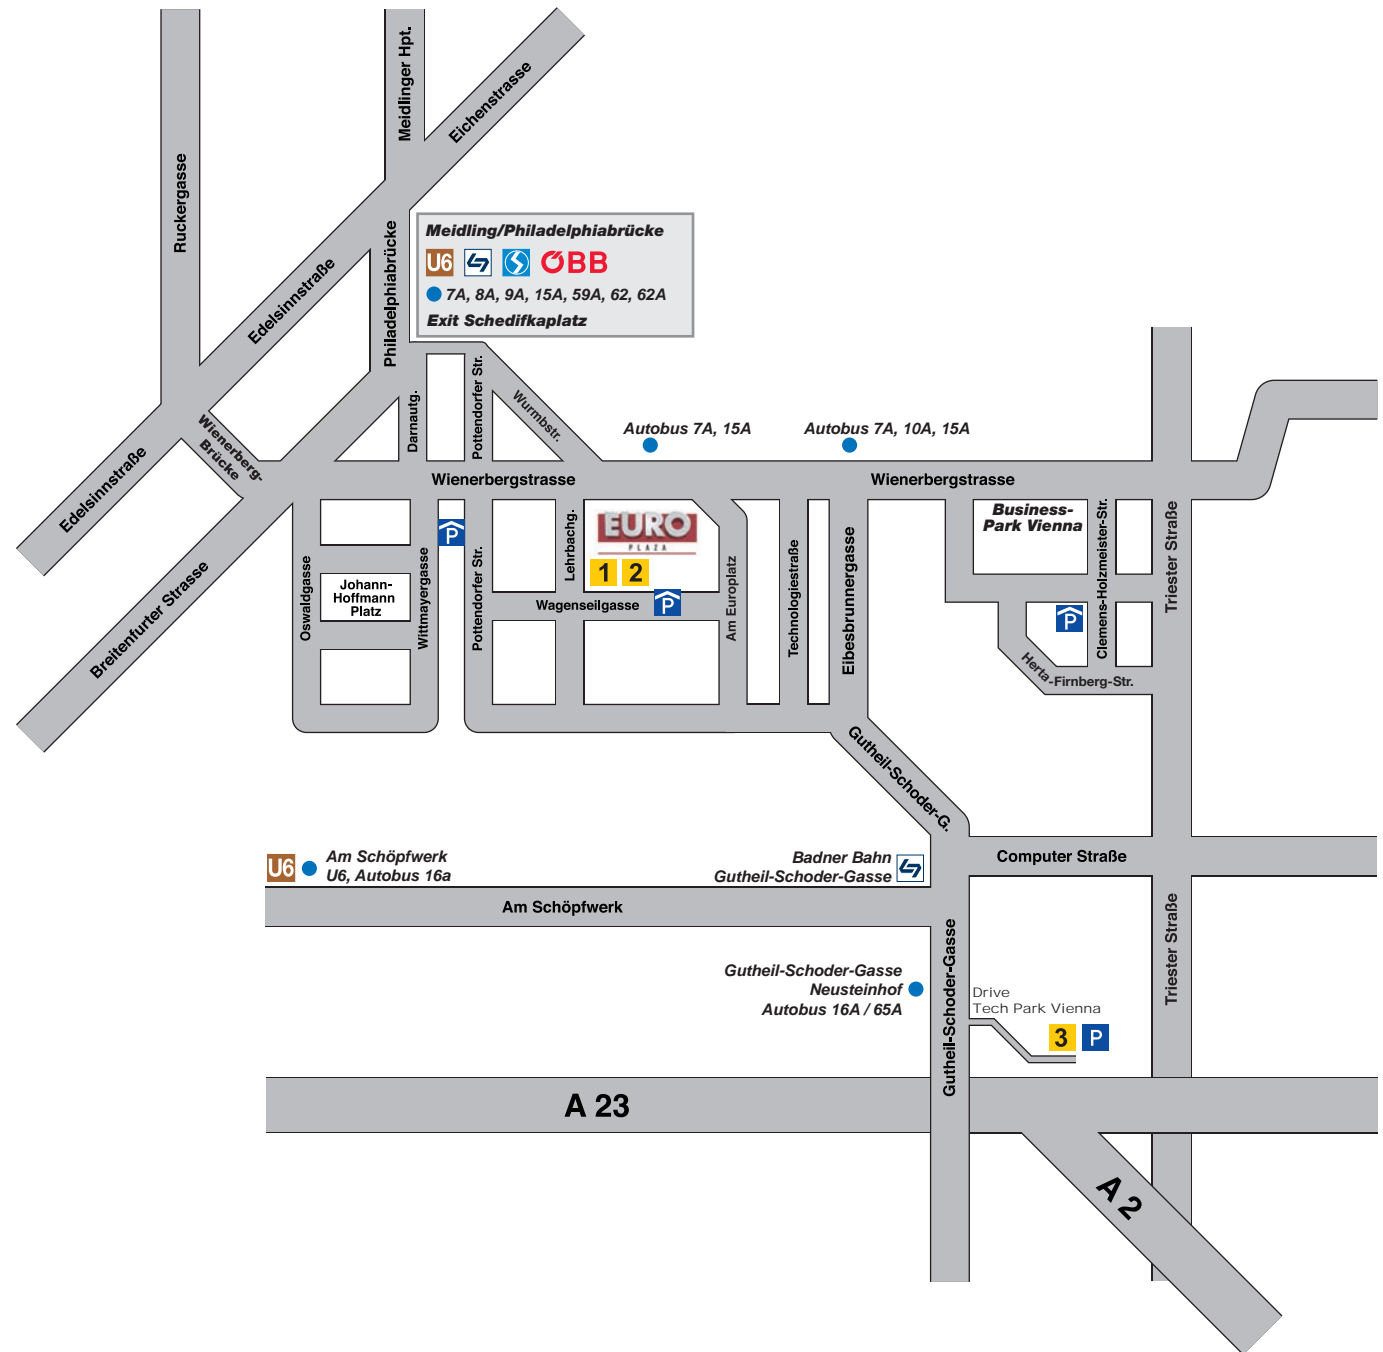 Meidlinger Hpt.
Eichenstrasse
Ruckergasse
Edelsinnstraße
Philadelphiabrücke
Meidling/Philadelphiabrücke
U6
ÖBB
7A, 8A, 9A, 15A, 59A, 62, 62A
Exit Schedifkaplatz
Wienerberg-
Brücke
Darnautg.
Pottendorfer Str.
Wurmbstr.
Autobus 7A, 15A
Autobus 7A, 10A, 15A
Edelsinnstraße
Wienerbergstrasse
Wienerbergstrasse
Breitenfurter Strasse
Oswaldgasse
Johann-
Hoffmann
Platz
Wittmayergasse
P
Pottendorfer Str.
Lehrbachg.
EURO
PLAZA
1 2
Wagenseilgasse
P
Am Europlatz
Technologiestraße
Eibesbrunnergasse
Business-
Park Vienna
Clemens-Holzmeister-Str.
P
Herta-Firnberg-Str.
Triester Straße
Gutheil-Schoder-G.
U6
Am Schöpfwerk
U6, Autobus 16a
Badner Bahn
Gutheil-Schoder-Gasse
Computer Straße
Am Schöpfwerk
Gutheil-Schoder-Gasse
Triester Straße
Gutheil-Schoder-Gasse
Neusteinhof
Autobus 16A / 65A
Drive
Tech Park Vienna
3 P
A 23
A 2